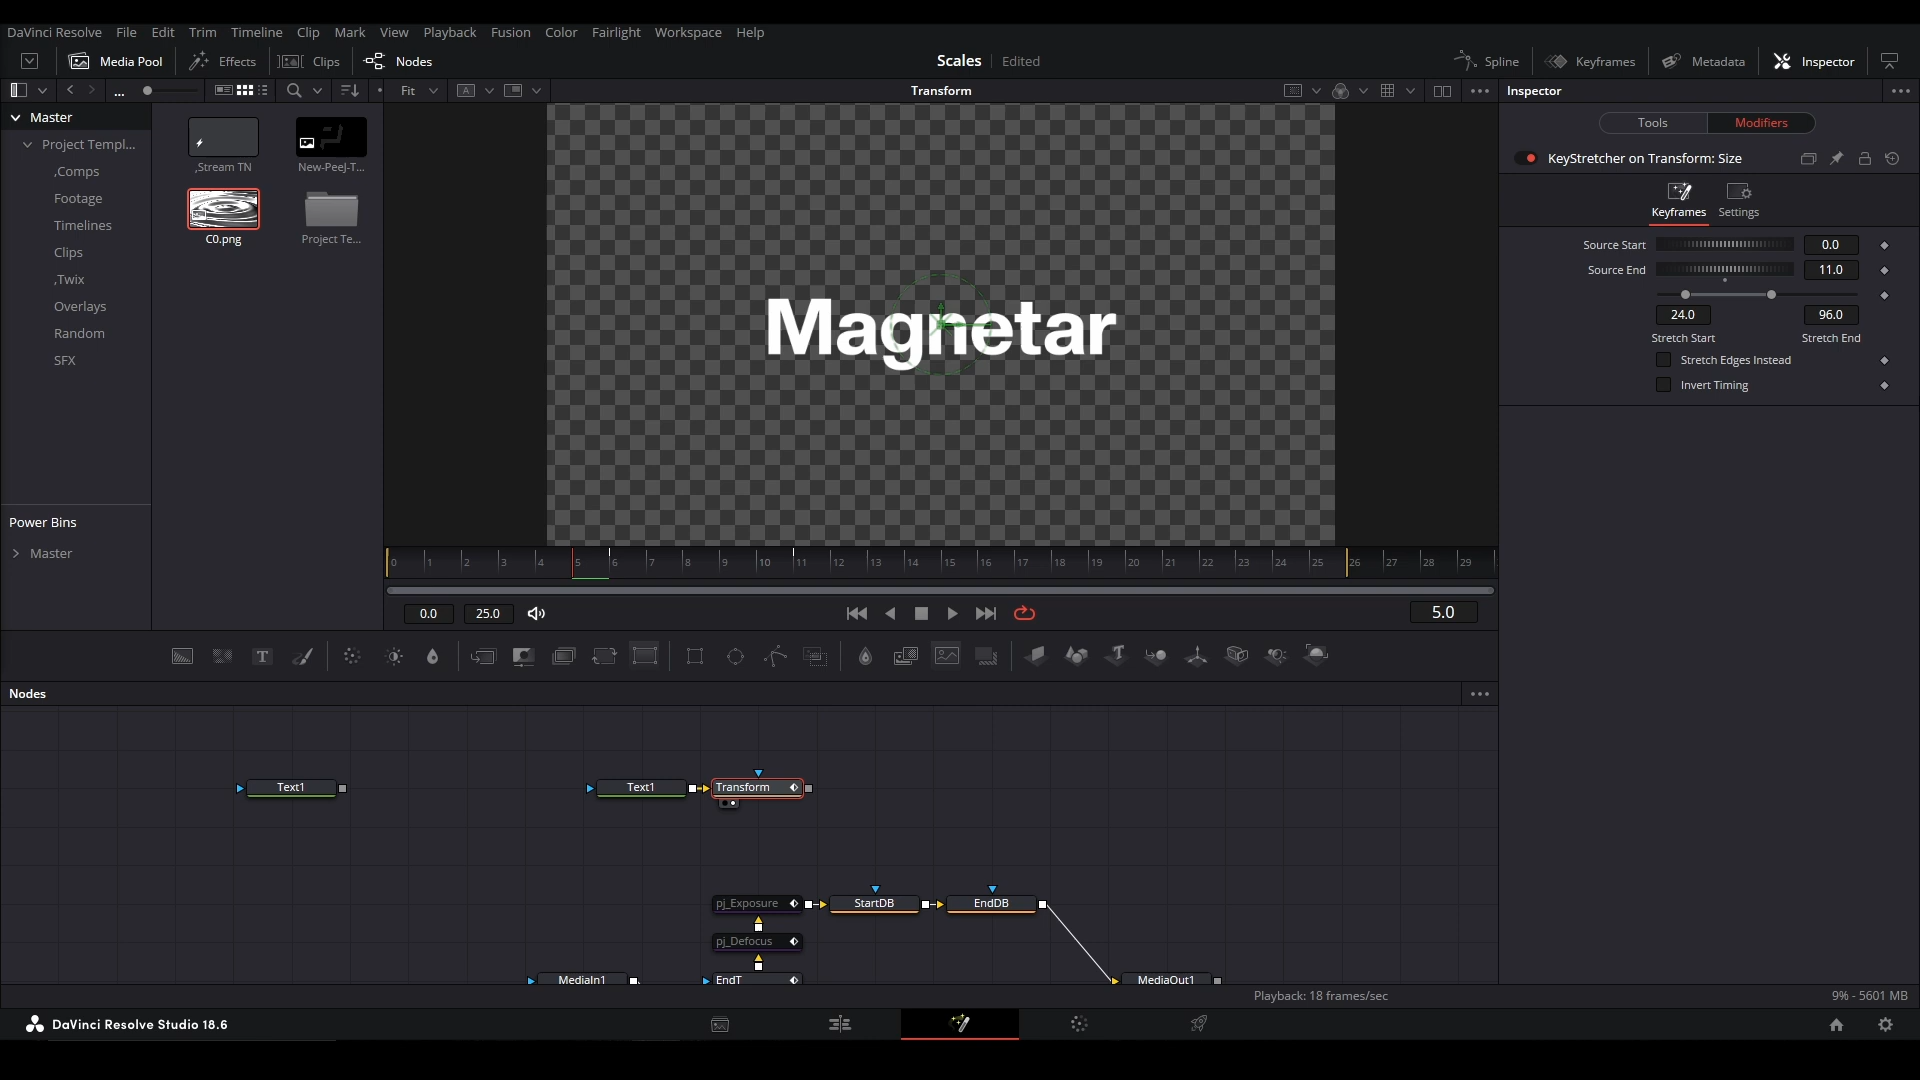 DaVinci Resolve File Edit Trim Timeline Clip Mark View Playback Fusion Color Fairlight Workspace Help
Media Pool Effects Clips Nodes Scales Edited Spline Keyframes Metadata Inspector
... Fit A Transform Inspector
Master
Project Templ...
,Comps
Footage
Timelines
Clips
,Twix
Overlays
Random
SFX
Power Bins
Master
,Stream TN
New-PeeJ-T...
C0.png
Project Te...
Magnetar
Tools Modifiers
KeyStretcher on Transform: Size
Keyframes Settings
Source Start 0.0
Source End 11.0
24.0 96.0
Stretch Start Stretch End
Stretch Edges Instead
Invert Timing
0 1 2 3 4 5 6 7 8 9 10 11 12 13 14 15 16 17 18 19 20 21 22 23 24 25 26 27 28 29
0.0 25.0 5.0
Nodes
Text1 Text1 Transform
pj_Exposure StartDB EndDB
pj_Defocus
MediaIn1 EndT MediaOut1
Playback: 18 frames/sec 9% - 5601 MB
DaVinci Resolve Studio 18.6